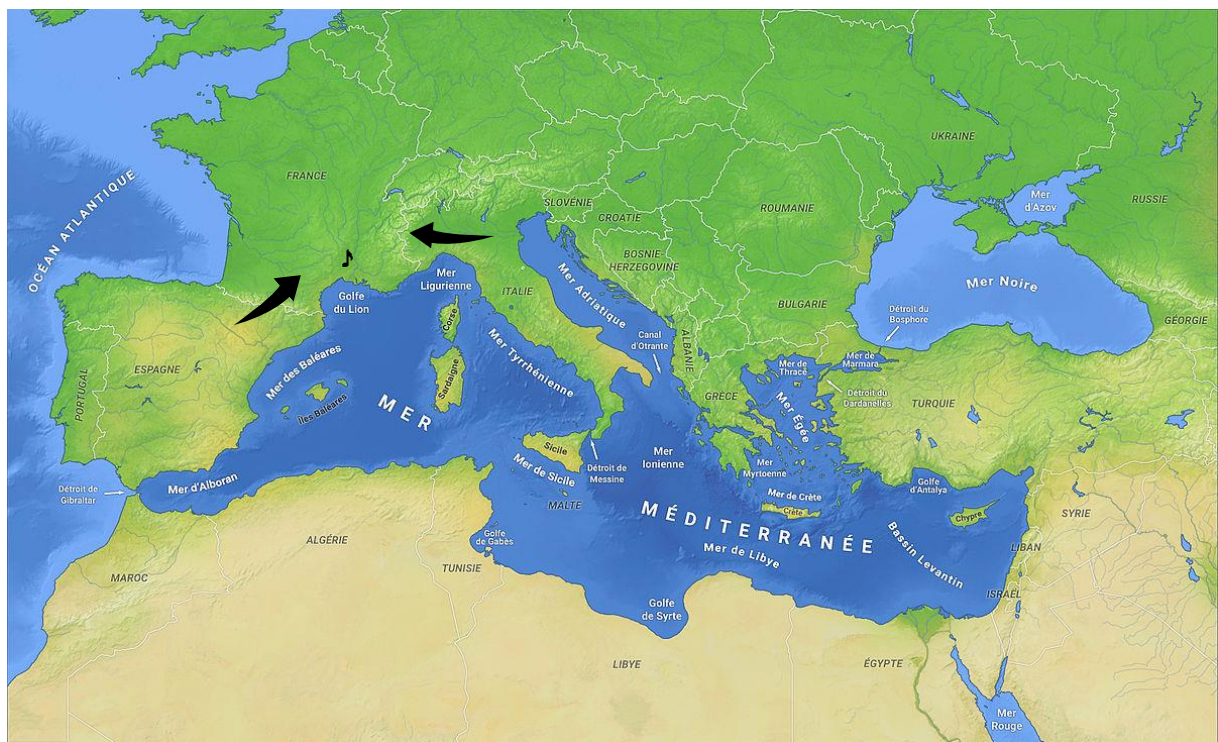 OCÉAN ATLANTIQUE
FRANCE
UKRAINE
RUSSIE
Mer
d'Azov
SLOVÉNIE
CROATIE
ROUMANIE
BOSNIE-
HERZEGOVINE
Mer
Ligurienne
ITALIE
Mer Adriatique
Mer Noire
BULGARIE
Golfe
du Lion
Corse
Détroit du
Bosphore
GÉORGIE
Canal
d'Otrante
ALBANIE
Mer des Baléares
ESPAGNE
PORTUGAL
Îles Baléares
Sardaigne
Mer Tyrrhénienne
Mer de
Thrace
Mer de
Marmara
Détroit du
Dardanelles
GRÈCE
Mer Égée
TURQUIE
MER
Sicile
Mer de Sicile
Détroit de
Messine
Mer
Ionienne
Mer
Myrtoenne
Mer de Crète
Crète
Golfe
d'Antalya
Chypre
SYRIE
Détroit de
Gibraltar
Mer d'Alboran
MALTE
MÉDITERRANÉE
Mer de Libye
Bassin Levantin
LIBAN
ISRAËL
ALGÉRIE
Golfe
de Gabès
TUNISIE
MAROC
Golfe
de Syrte
LIBYE
ÉGYPTE
Mer
Rouge